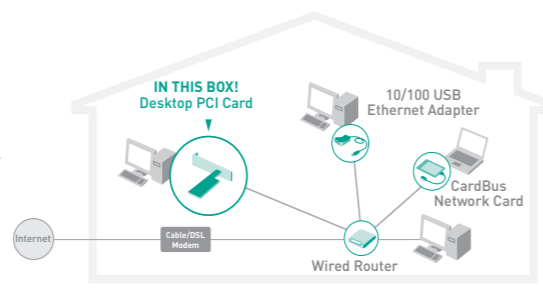 IN THIS BOX!
Desktop PCI Card
10/100 USB
Ethernet Adapter
CardBus
Network Card
Internet
Cable/DSL
Modem
Wired Router